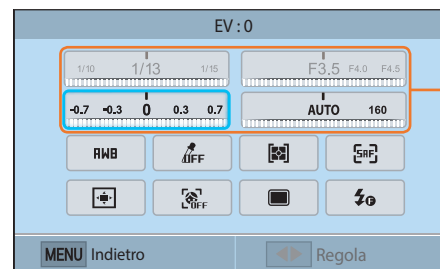 EV : 0
1/10 1/13 1/15 F3.5 F4.0 F4.5
-0.7 -0.3 0 0.3 0.7 AUTO 160
AWB OFF SAF
OFF
MENU Indietro Regola